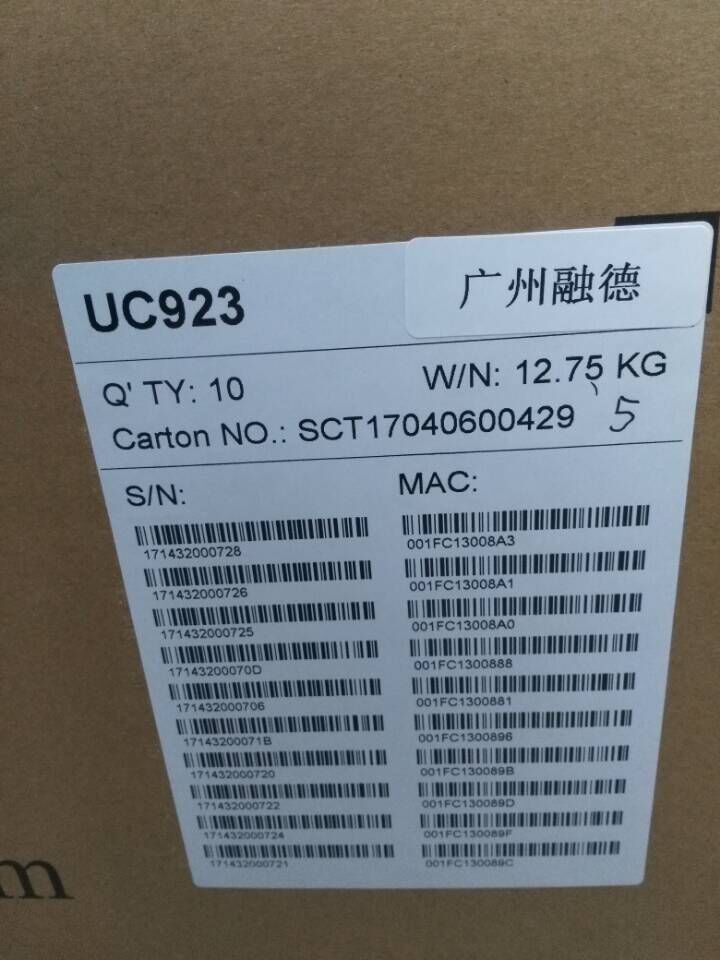 UC923
广州融德
Q' TY: 10
W/N: 12.75 KG
Carton NO.: SCT17040600429
5
S/N:
MAC:
171432000728
001FC13008A3
171432000726
001FC13008A1
171432000725
001FC13008A0
17143200070D
001FC1300888
171432000706
001FC1300881
17143200071B
001FC1300896
171432000720
001FC130089B
171432000722
001FC130089D
171432000724
001FC130089F
171432000721
001FC130089C
m